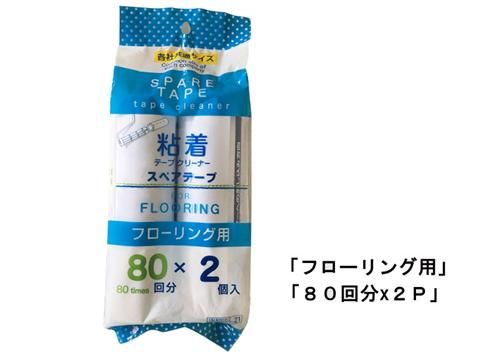 各社共通サイズ
SPARE
TAPE
tape cleaner
粘着
テープクリーナー
スペアテープ
FOR
FLOORING
フローリング用
80×2
80 times 回分 個入
21
「フローリング用」
「８０回分x２Ｐ」